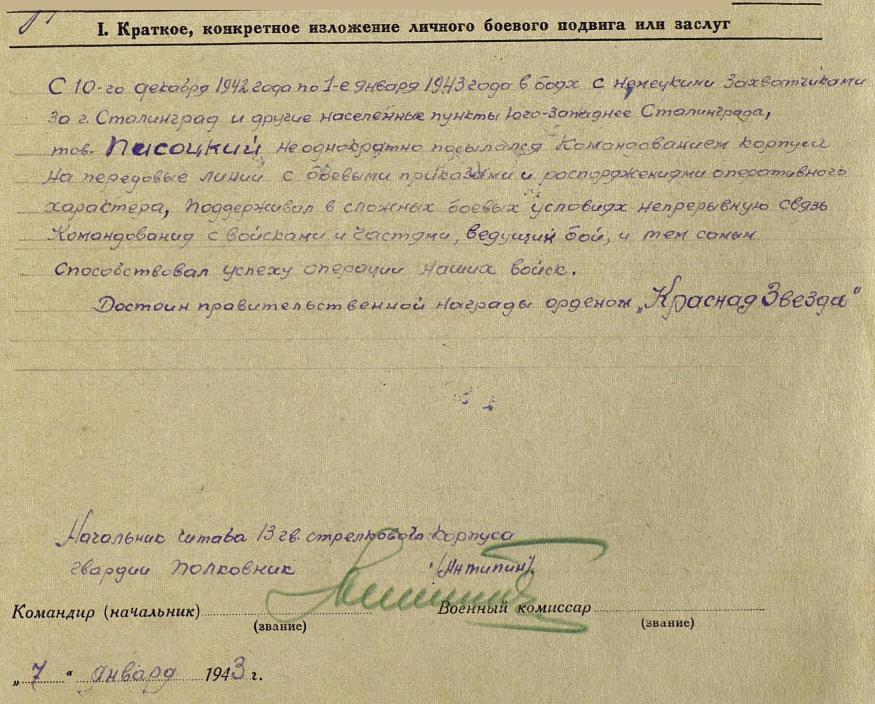 I. Краткое, конкретное изложение личного боевого подвига или заслуг
С 10-го декабря 1942 года по 1-е января 1943 года в боях с немецкими захватчиками
за г. Сталинград и другие населённые пункты Юго-Западнее Сталинграда,
тов. Писоцкий неоднократно посылался командованием корпуса
на передовые линии с боевыми приказами и распоряжениями оперативного
характера, поддерживал в сложных боевых условиях непрерывную связь
командования с войсками и частями, ведущий бой, и тем самым
способствовал успеху операции наших войск.
Достоин правительственной награды орденом „Красная Звезда"
Начальник штаба 13 гв. стрелкового корпуса
гвардии полковник (Антипин).
Командир (начальник) Военный комиссар
(звание) (звание)
„7" января 1943 г.